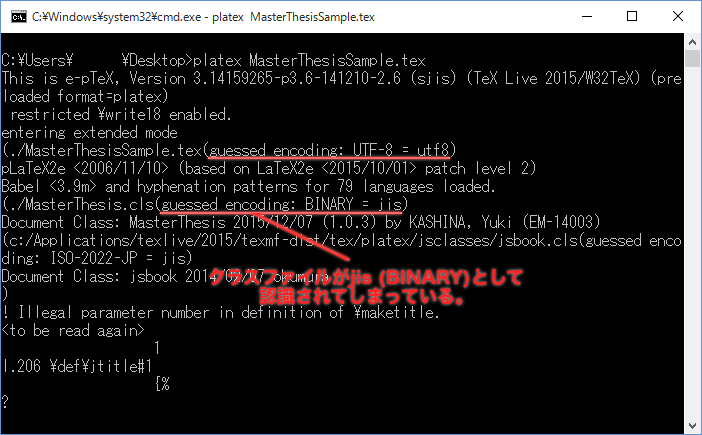 C:¥Windows¥system32¥cmd.exe - platex MasterThesisSample.tex
C:¥Users¥ ¥Desktop>platex MasterThesisSample.tex
This is e-pTeX, Version 3.14159265-p3.6-141210-2.6 (sjis) (TeX Live 2015/W32TeX) (pre
loaded format=platex)
restricted ¥write18 enabled.
entering extended mode
(./MasterThesisSample.tex(guessed encoding: UTF-8 = utf8)
pLaTeX2e <2006/11/10> (based on LaTeX2e <2015/10/01> patch level 2)
Babel <3.9m> and hyphenation patterns for 79 languages loaded.
(./MasterThesis.cls(guessed encoding: BINARY = jis)
Document Class: MasterThesis 2015/12/07 (1.0.3) by KASHINA, Yuki (EM-14003)
(c:/Applications/texlive/2015/texmf-dist/tex/platex/jsclasses/jsbook.cls(guessed enco
ding: ISO-2022-JP = jis)
Document Class: jsbook 2014/02/07 okumura
クラスファイルがjis (BINARY)として
認識されてしまっている。
)
! Illegal parameter number in definition of ¥maketitle.
<to be read again>
1
l.206 ¥def¥jtitle#1
{%
?